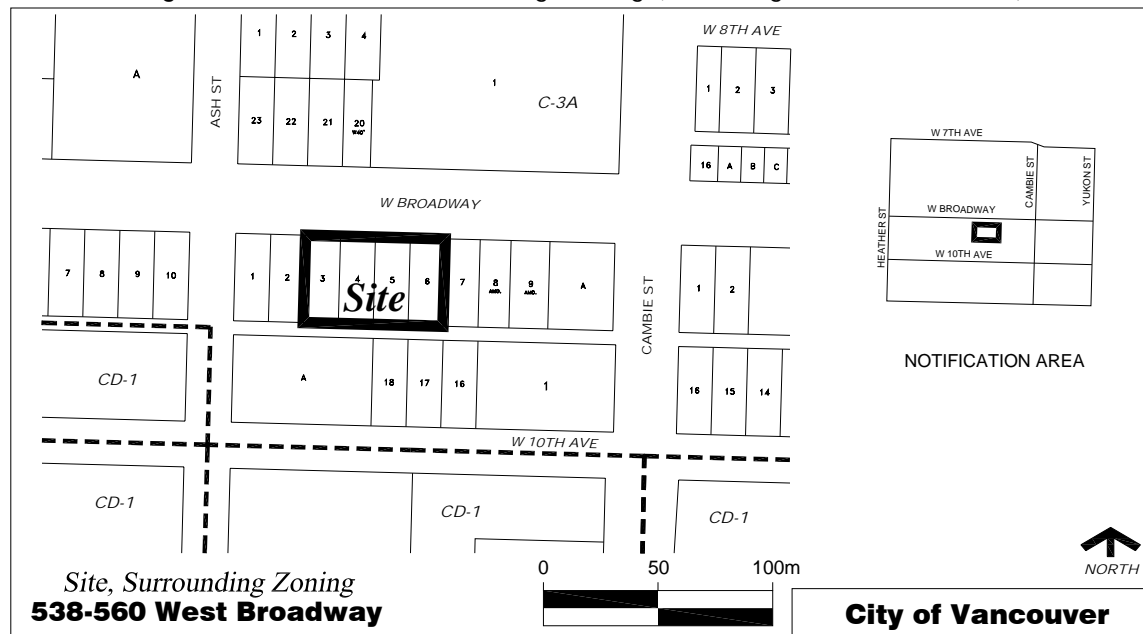 W 8TH AVE
1 2 3 4
A
1
ASH ST
C-3A
1 2 3
23 22 21 20
W40'
W 7TH AVE
CAMBIE ST
YUKON ST
16 A B C
W BROADWAY
W BROADWAY
HEATHER ST
W 10TH AVE
7 8 9 10
1 2 3 4 5 6 7 8 9 A
AMD. AMD.
1 2
Site
CAMBIE ST
NOTIFICATION AREA
CD-1
A 18 17 16 1
16 15 14
W 10TH AVE
CD-1
CD-1
CD-1
NORTH
0 50 100m
Site, Surrounding Zoning
538-560 West Broadway
City of Vancouver